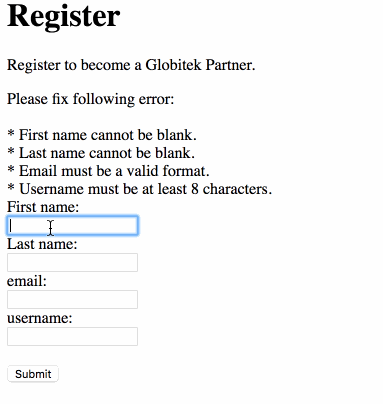 Register
Register to become a Globitek Partner.
Please fix following error:
* First name cannot be blank.
* Last name cannot be blank.
* Email must be a valid format.
* Username must be at least 8 characters.
First name:
Last name:
email:
username:
Submit